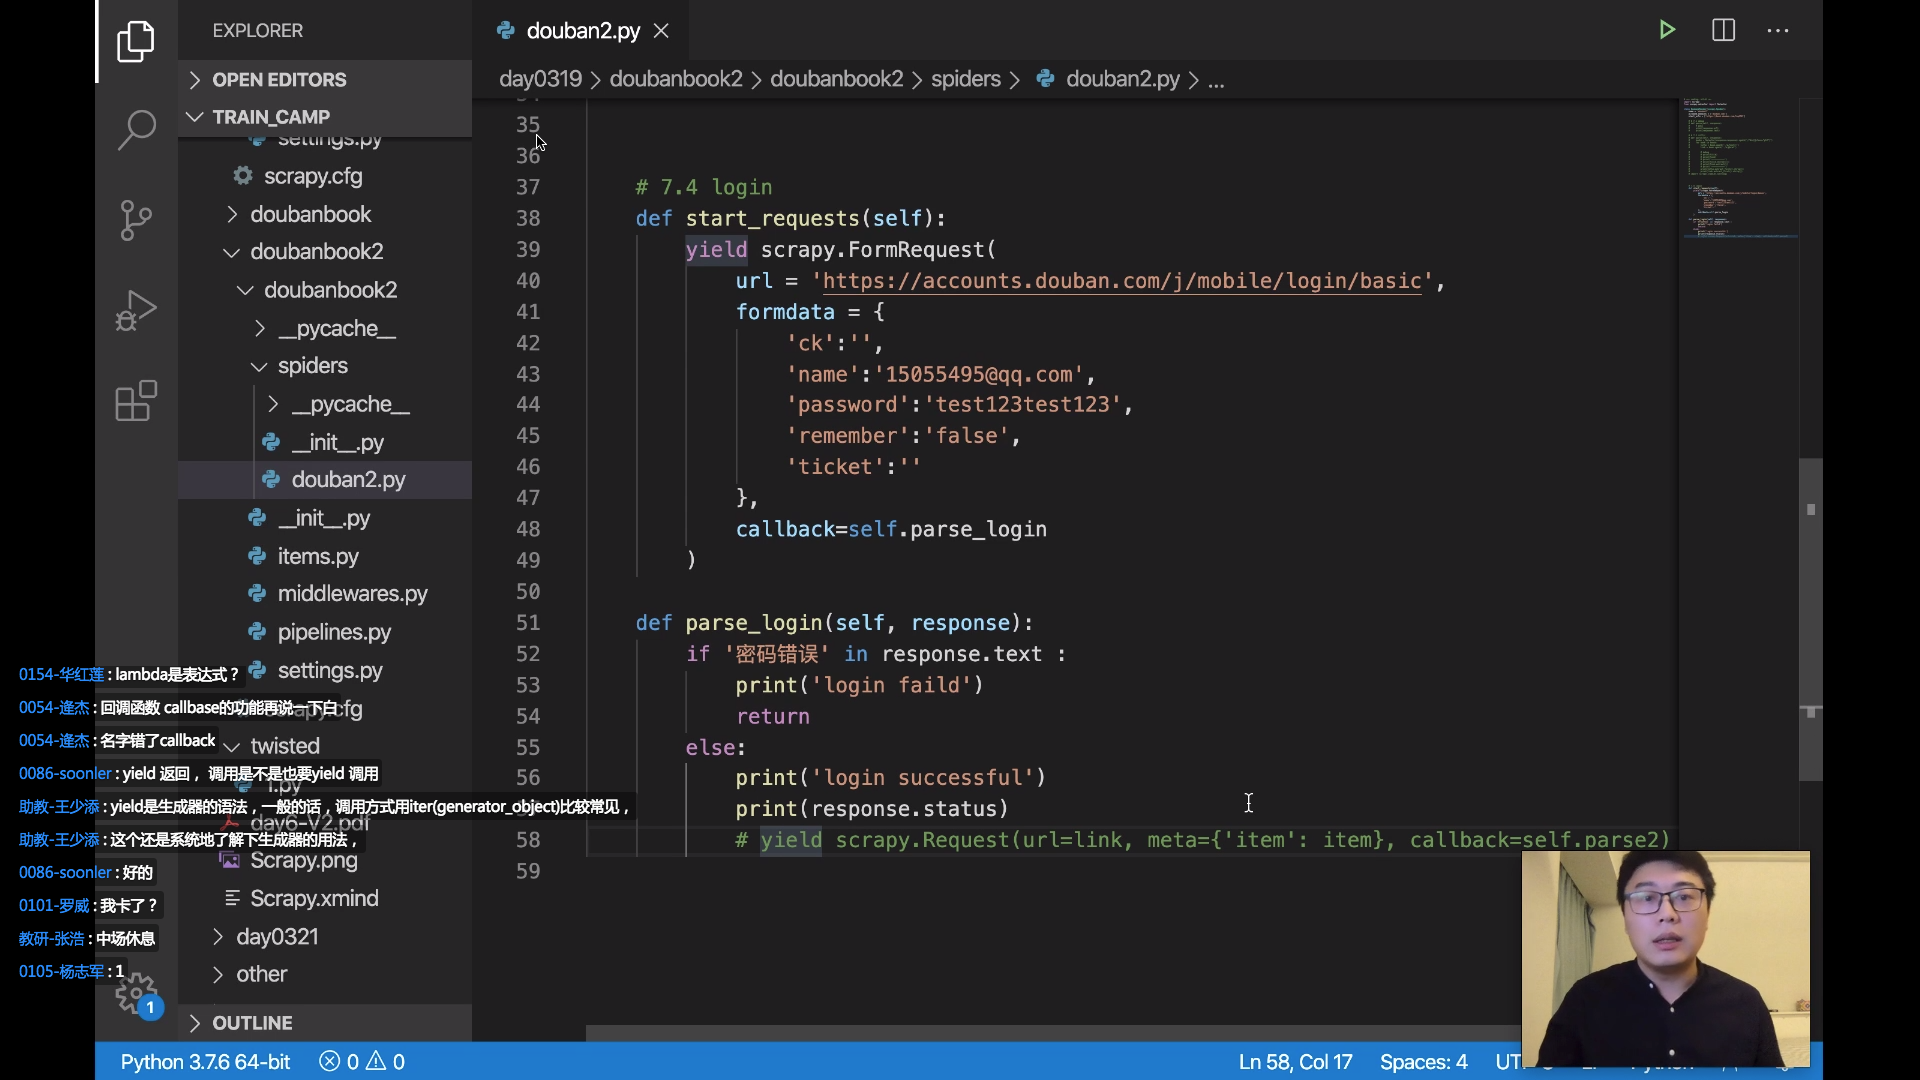 EXPLORER
OPEN EDITORS
TRAIN_CAMP
settings.py
scrapy.cfg
doubanbook
doubanbook2
doubanbook2
__pycache__
spiders
__pycache__
__init__.py
douban2.py
__init__.py
items.py
middlewares.py
pipelines.py
settings.py
scrapy.cfg
twisted
1.py
day6-V2.pdf
Scrapy.png
Scrapy.xmind
day0321
other
OUTLINE
0154-华红莲 : lambda是表达式？
0054-逄杰 : 回调函数 callbase的功能再说一下白
0054-逄杰 : 名字错了callback
0086-soonler : yield 返回， 调用是不是也要yield 调用
助教-王少添 : yield是生成器的语法，一般的话，调用方式用iter(generator_object)比较常见，
助教-王少添 : 这个还是系统地了解下生成器的用法，
0086-soonler : 好的
0101-罗威 : 我卡了？
教研-张浩 : 中场休息
0105-杨志军 : 1
1
douban2.py
day0319 > doubanbook2 > doubanbook2 > spiders > douban2.py > ...
35
36
37 # 7.4 login
38 def start_requests(self):
39 yield scrapy.FormRequest(
40 url = 'https://accounts.douban.com/j/mobile/login/basic',
41 formdata = {
42 'ck':'',
43 'name':'15055495@qq.com',
44 'password':'test123test123',
45 'remember':'false',
46 'ticket':''
47 },
48 callback=self.parse_login
49 )
50
51 def parse_login(self, response):
52 if '密码错误' in response.text :
53 print('login faild')
54 return
55 else:
56 print('login successful')
print(response.status)
58 # yield scrapy.Request(url=link, meta={'item': item}, callback=self.parse2)
59
Python 3.7.6 64-bit 0 0 Ln 58, Col 17 Spaces: 4